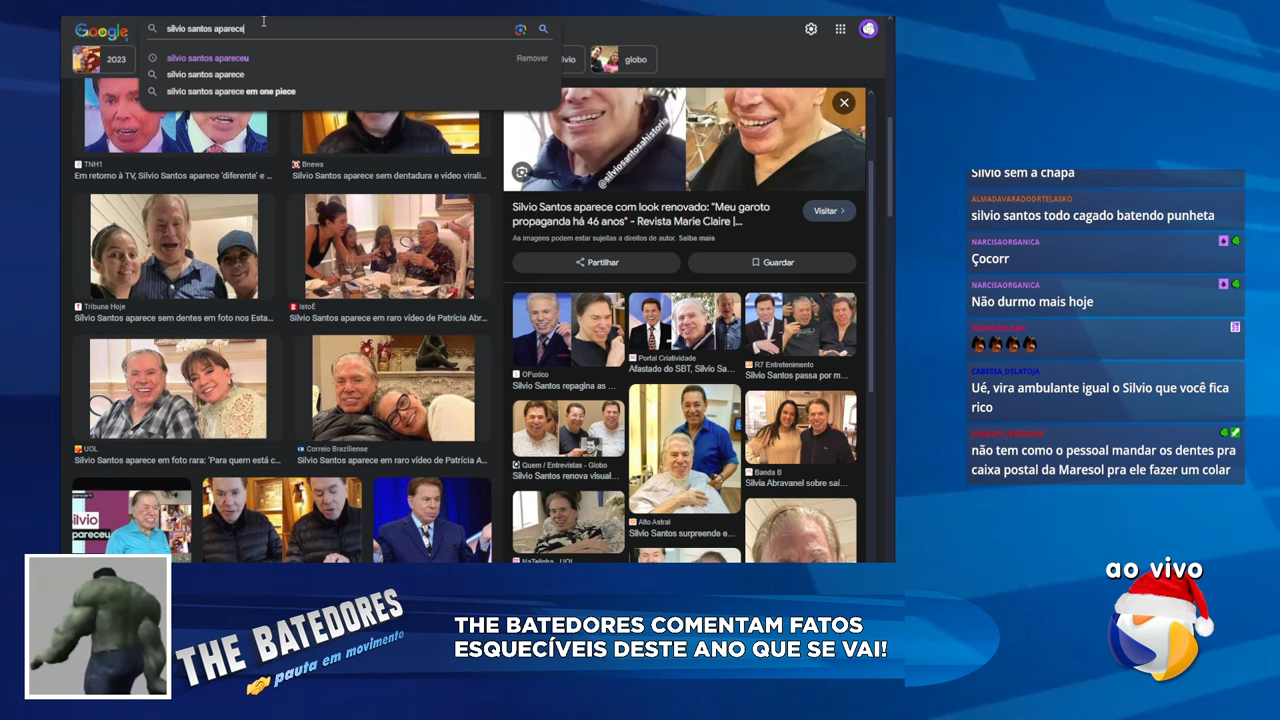 Google
silvio santos aparece
silvio santos apareceu
Remover
silvio santos aparece
silvio santos aparece em one piece
2023
globo
TNH1
Em retorno à TV, Silvio Santos aparece 'diferente' e ...
Bnews
Silvio Santos aparece sem dentadura e vídeo virali...
Tribuna Hoje
Silvio Santos aparece sem dentes em foto nos Esta...
IstoÉ
Silvio Santos aparece em raro vídeo de Patrícia Abr...
UOL
Silvio Santos aparece em foto rara: 'Para quem está c...
Correio Braziliense
Silvio Santos aparece em raro vídeo de Patrícia A...
@silviosantosahistoria
Silvio Santos aparece com look renovado: "Meu garoto
propaganda há 46 anos" - Revista Marie Claire |...
Visitar
As imagens podem estar sujeitas a direitos de autor. Saiba mais
Partilhar
Guardar
OFuxico
Silvio Santos repagina as ...
Portal Criatividade
Afastado do SBT, Silvio Sa...
R7 Entretenimento
Silvio Santos passa por m...
Quem / Entrevistas - Globo
Silvio Santos renova visual...
Alto Astral
Silvio Santos surpreende e...
Banda B
Silvia Abravanel sobre saí...
NaTelinha - UOL
Silvio sem a chapa
ALMADAVARADODRTELASKO
silvio santos todo cagado batendo punheta
NARCISAORGANICA
Çocorr
NARCISAORGANICA
Não durmo mais hoje
CABESSA_DELATOJA
Ué, vira ambulante igual o Silvio que você fica
rico
não tem como o pessoal mandar os dentes pra
caixa postal da Maresol pra ele fazer um colar
THE BATEDORES
pauta em movimento
THE BATEDORES COMENTAM FATOS
ESQUECÍVEIS DESTE ANO QUE SE VAI!
ao vivo